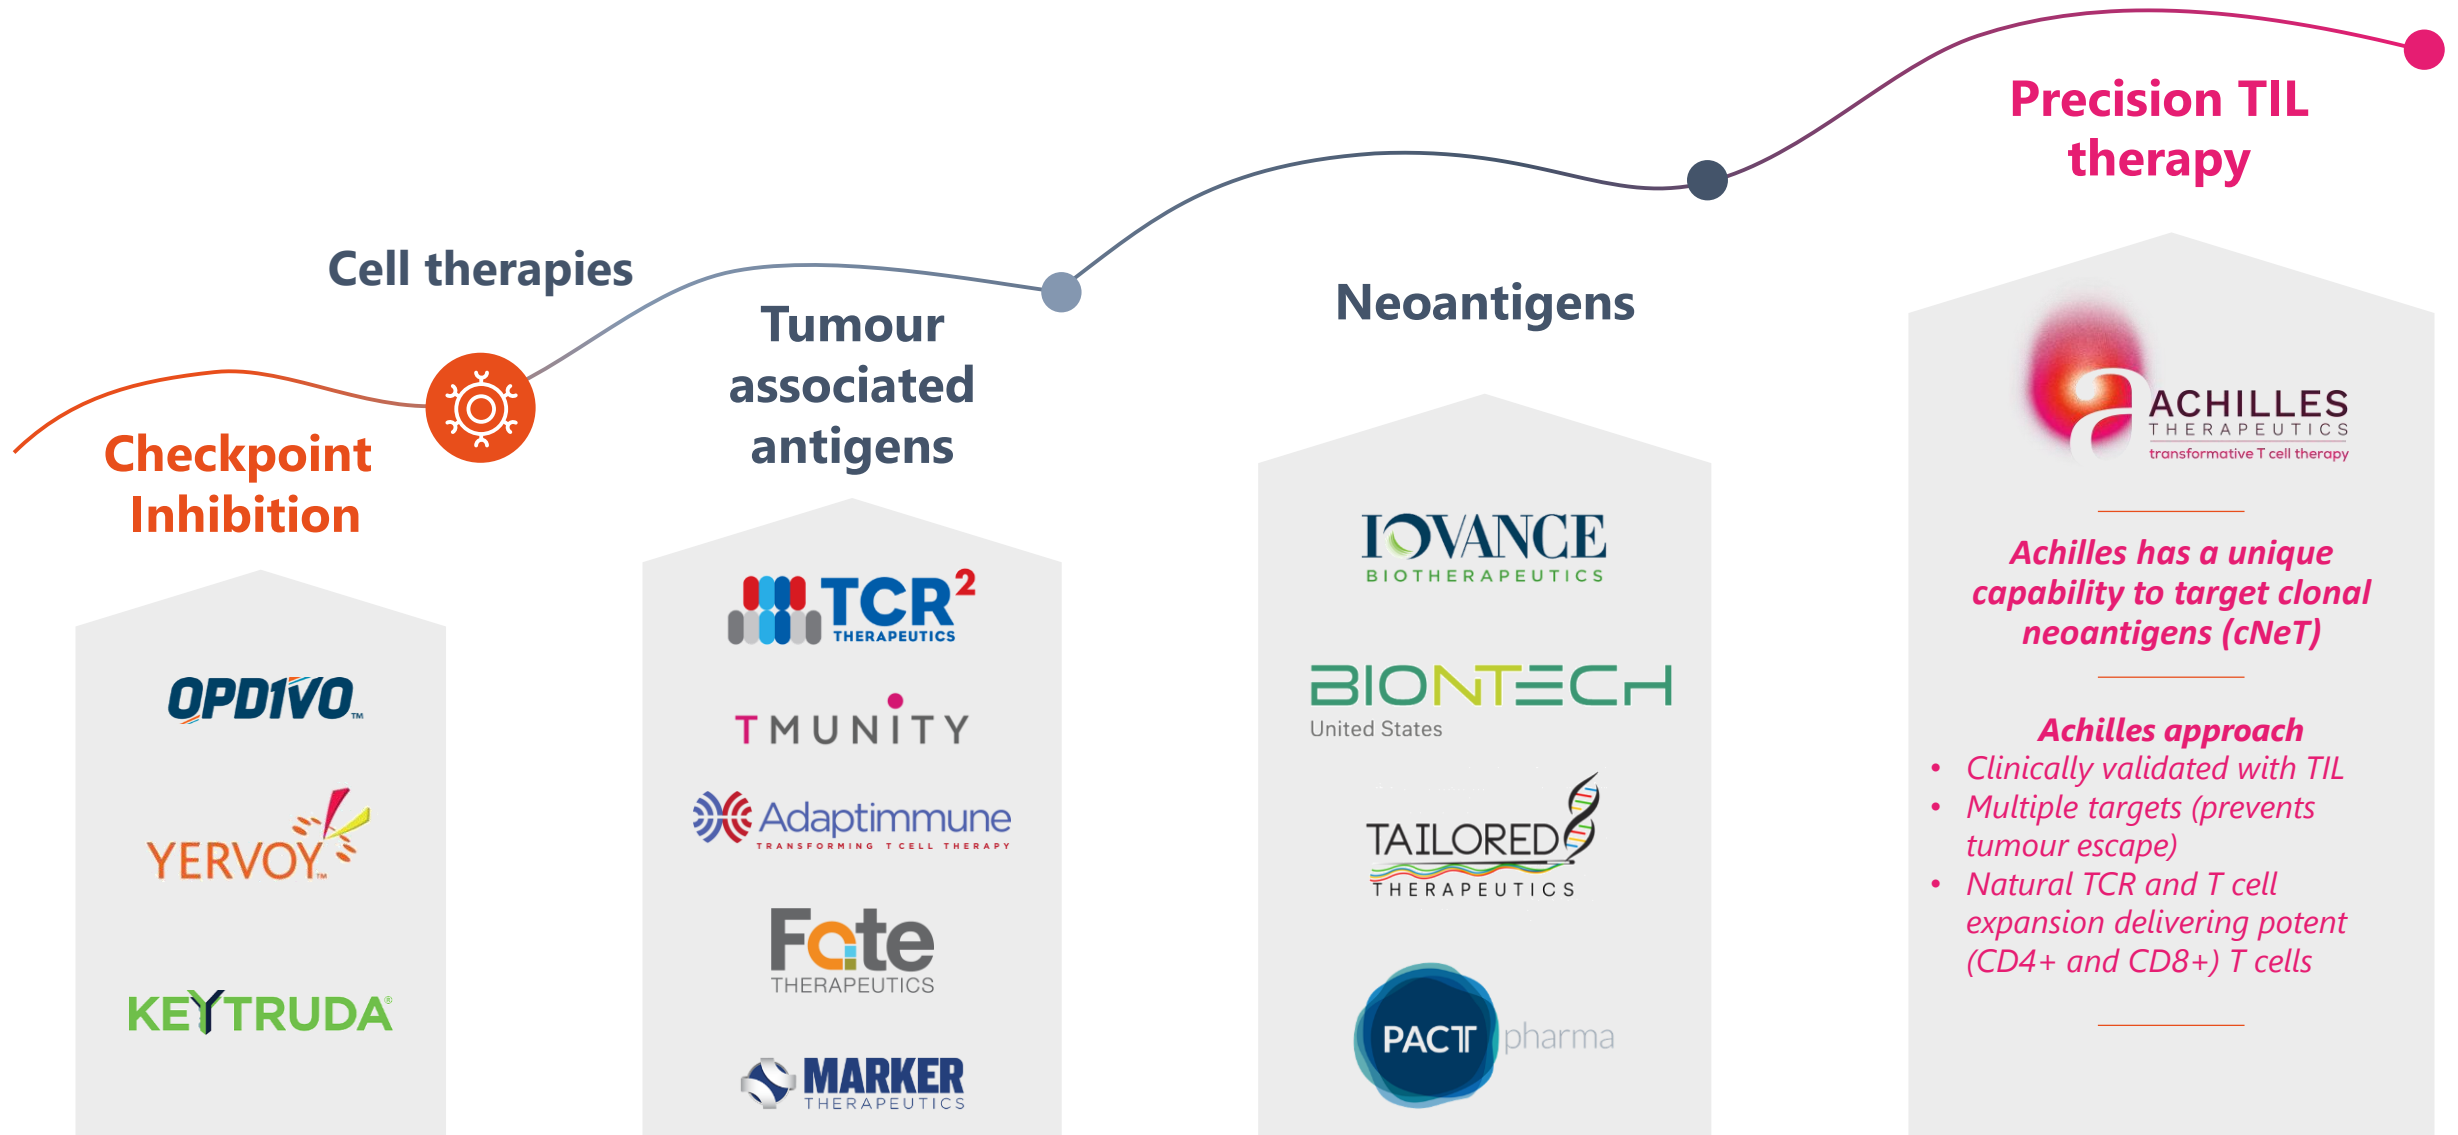 Cell therapies
Checkpoint
Inhibition
OPDIVO™
YERVOY™
KEYTRUDA®
Tumour
associated
antigens
TCR²
THERAPEUTICS
TMUNITY
Adaptimmune
TRANSFORMING T CELL THERAPY
Fate
THERAPEUTICS
MARKER
THERAPEUTICS
Neoantigens
IOVANCE
BIOTHERAPEUTICS
BIONTECH
United States
TAILORED
THERAPEUTICS
PACT pharma
Precision TIL
therapy
a ACHILLES
THERAPEUTICS
transformative T cell therapy
Achilles has a unique
capability to target clonal
neoantigens (cNeT)
Achilles approach
• Clinically validated with TIL
• Multiple targets (prevents
tumour escape)
• Natural TCR and T cell
expansion delivering potent
(CD4+ and CD8+) T cells